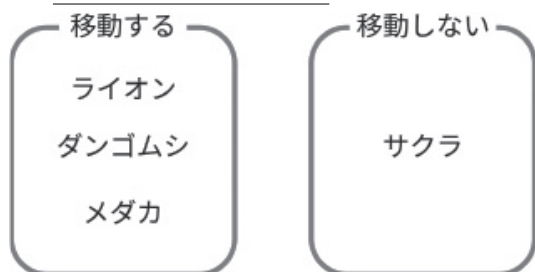 移動する
ライオン
ダンゴムシ
メダカ
移動しない
サクラ